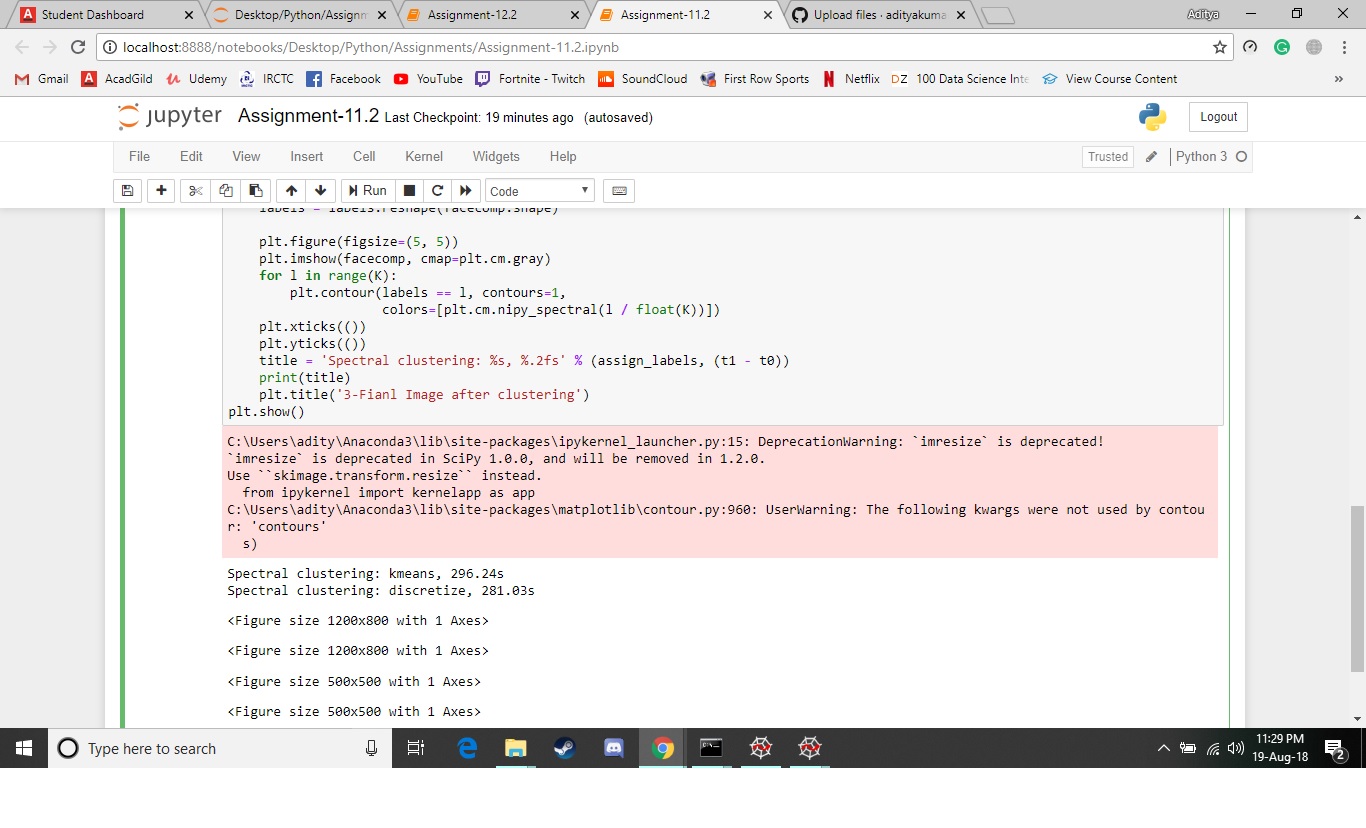 Student Dashboard
Desktop/Python/Assignm
Assignment-12.2
Assignment-11.2
Upload files · adityakuma
Aditya
localhost:8888/notebooks/Desktop/Python/Assignments/Assignment-11.2.ipynb
Gmail AcadGild Udemy IRCTC Facebook YouTube Fortnite - Twitch SoundCloud First Row Sports Netflix DZ 100 Data Science Inte View Course Content »
jupyter Assignment-11.2 Last Checkpoint: 19 minutes ago (autosaved)
Logout
File Edit View Insert Cell Kernel Widgets Help
Trusted Python 3
Run Code
labels = labels.reshape(facecomp.shape)
plt.figure(figsize=(5, 5))
plt.imshow(facecomp, cmap=plt.cm.gray)
for l in range(K):
plt.contour(labels == l, contours=1,
colors=[plt.cm.nipy_spectral(l / float(K))])
plt.xticks(())
plt.yticks(())
title = 'Spectral clustering: %s, %.2fs' % (assign_labels, (t1 - t0))
print(title)
plt.title('3-Fianl Image after clustering')
plt.show()
C:\Users\adity\Anaconda3\lib\site-packages\ipykernel_launcher.py:15: DeprecationWarning: `imresize` is deprecated!
`imresize` is deprecated in SciPy 1.0.0, and will be removed in 1.2.0.
Use ``skimage.transform.resize`` instead.
from ipykernel import kernelapp as app
C:\Users\adity\Anaconda3\lib\site-packages\matplotlib\contour.py:960: UserWarning: The following kwargs were not used by contou
r: 'contours'
s)
Spectral clustering: kmeans, 296.24s
Spectral clustering: discretize, 281.03s
<Figure size 1200x800 with 1 Axes>
<Figure size 1200x800 with 1 Axes>
<Figure size 500x500 with 1 Axes>
<Figure size 500x500 with 1 Axes>
Type here to search
11:29 PM
19-Aug-18
2